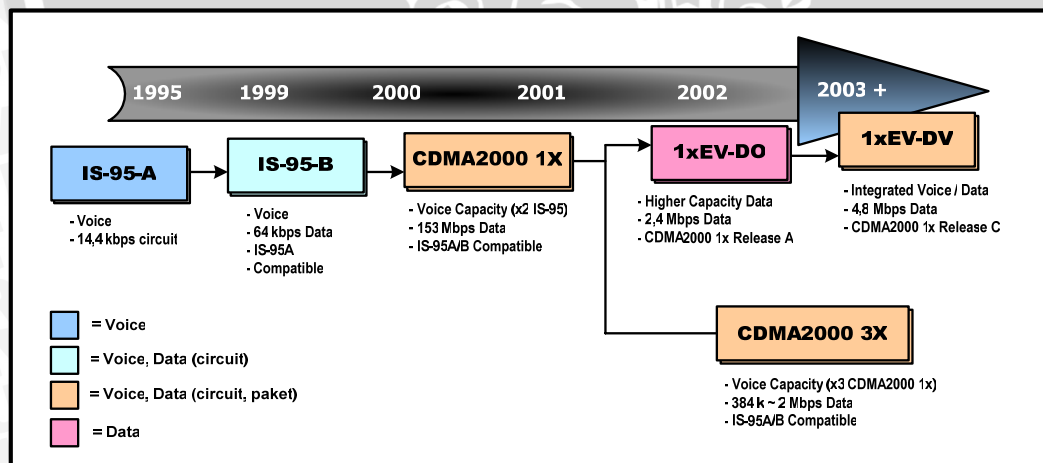 1995 1999 2000 2001 2002 2003 +
IS-95-A
- Voice
- 14,4 kbps circuit
IS-95-B
- Voice
- 64 kbps Data
- IS-95A
- Compatible
CDMA2000 1X
- Voice Capacity (x2 IS-95)
- 153 Mbps Data
- IS-95A/B Compatible
1xEV-DO
- Higher Capacity Data
- 2,4 Mbps Data
- CDMA2000 1x Release A
1xEV-DV
- Integrated Voice / Data
- 4,8 Mbps Data
- CDMA2000 1x Release C
CDMA2000 3X
- Voice Capacity (x3 CDMA2000 1x)
- 384 k ~ 2 Mbps Data
- IS-95A/B Compatible
= Voice
= Voice, Data (circuit)
= Voice, Data (circuit, paket)
= Data